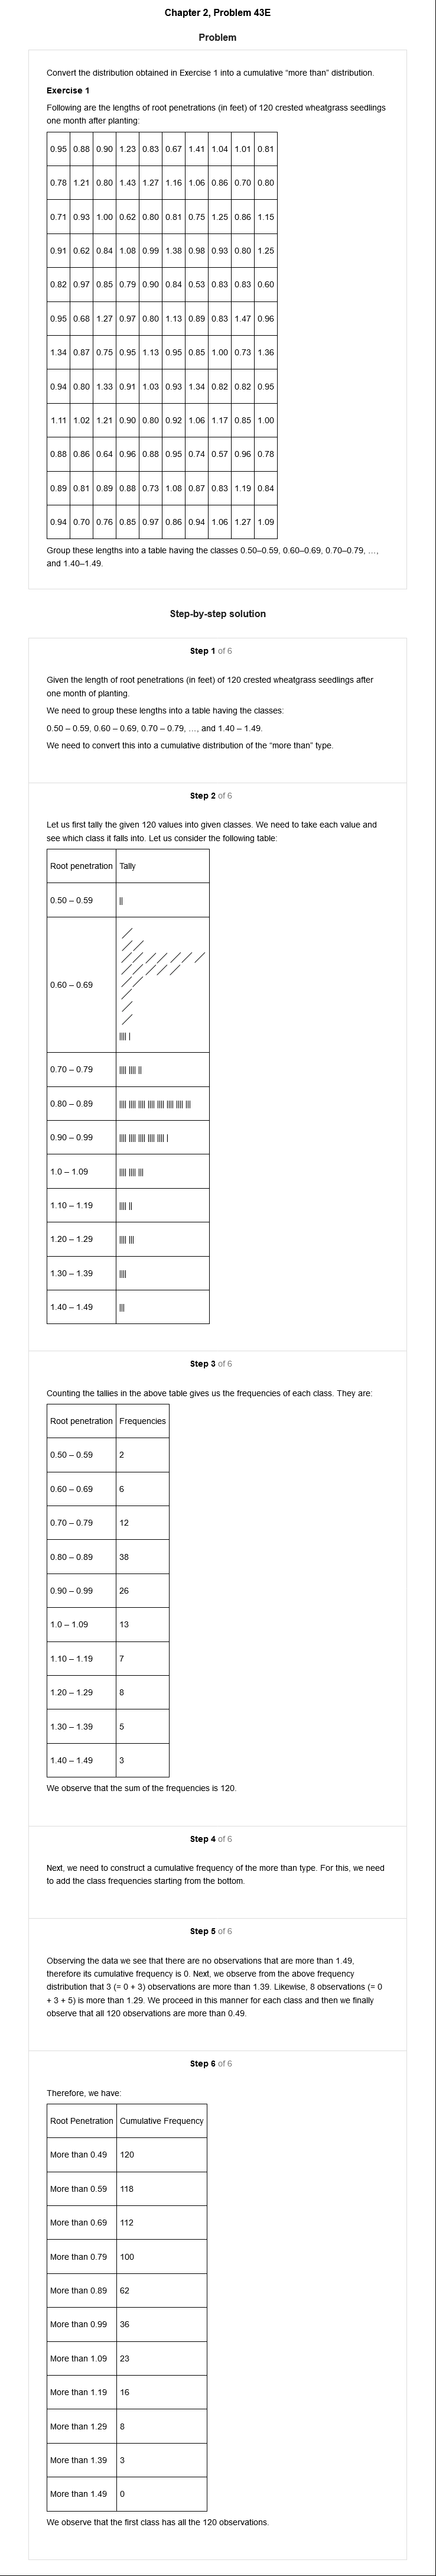 Chapter 2, Problem 43E
Problem
Convert the distribution obtained in Exercise 1 into a cumulative “more than” distribution.
Exercise 1
Following are the lengths of root penetrations (in feet) of 120 crested wheatgrass seedlings
one month after planting:
0.95 0.88 0.90 1.23 0.83 0.67 1.41 1.04 1.01 0.81
0.78 1.21 0.80 1.43 1.27 1.16 1.06 0.86 0.70 0.80
0.71 0.93 1.00 0.62 0.80 0.81 0.75 1.25 0.86 1.15
0.91 0.62 0.84 1.08 0.99 1.38 0.98 0.93 0.80 1.25
0.82 0.97 0.85 0.79 0.90 0.84 0.53 0.83 0.83 0.60
0.95 0.68 1.27 0.97 0.80 1.13 0.89 0.83 1.47 0.96
1.34 0.87 0.75 0.95 1.13 0.95 0.85 1.00 0.73 1.36
0.94 0.80 1.33 0.91 1.03 0.93 1.34 0.82 0.82 0.95
1.11 1.02 1.21 0.90 0.80 0.92 1.06 1.17 0.85 1.00
0.88 0.86 0.64 0.96 0.88 0.95 0.74 0.57 0.96 0.78
0.89 0.81 0.89 0.88 0.73 1.08 0.87 0.83 1.19 0.84
0.94 0.70 0.76 0.85 0.97 0.86 0.94 1.06 1.27 1.09
Group these lengths into a table having the classes 0.50–0.59, 0.60–0.69, 0.70–0.79, …,
and 1.40–1.49.
Step-by-step solution
Step 1 of 6
Given the length of root penetrations (in feet) of 120 crested wheatgrass seedlings after
one month of planting.
We need to group these lengths into a table having the classes:
0.50 – 0.59, 0.60 – 0.69, 0.70 – 0.79, …, and 1.40 – 1.49.
We need to convert this into a cumulative distribution of the “more than” type.
Step 2 of 6
Let us first tally the given 120 values into given classes. We need to take each value and
see which class it falls into. Let us consider the following table:
Root penetration Tally
0.50 – 0.59 ||
0.60 – 0.69 |||| |
0.70 – 0.79 |||| |||| ||
0.80 – 0.89 |||| |||| |||| |||| |||| |||| |||| |||
0.90 – 0.99 |||| |||| |||| |||| |||| |
1.0 – 1.09 |||| |||| |||
1.10 – 1.19 |||| ||
1.20 – 1.29 |||| |||
1.30 – 1.39 ||||
1.40 – 1.49 |||
Step 3 of 6
Counting the tallies in the above table gives us the frequencies of each class. They are:
Root penetration Frequencies
0.50 – 0.59 2
0.60 – 0.69 6
0.70 – 0.79 12
0.80 – 0.89 38
0.90 – 0.99 26
1.0 – 1.09 13
1.10 – 1.19 7
1.20 – 1.29 8
1.30 – 1.39 5
1.40 – 1.49 3
We observe that the sum of the frequencies is 120.
Step 4 of 6
Next, we need to construct a cumulative frequency of the more than type. For this, we need
to add the class frequencies starting from the bottom.
Step 5 of 6
Observing the data we see that there are no observations that are more than 1.49,
therefore its cumulative frequency is 0. Next, we observe from the above frequency
distribution that 3 (= 0 + 3) observations are more than 1.39. Likewise, 8 observations (= 0
+ 3 + 5) is more than 1.29. We proceed in this manner for each class and then we finally
observe that all 120 observations are more than 0.49.
Step 6 of 6
Therefore, we have:
Root Penetration Cumulative Frequency
More than 0.49 120
More than 0.59 118
More than 0.69 112
More than 0.79 100
More than 0.89 62
More than 0.99 36
More than 1.09 23
More than 1.19 16
More than 1.29 8
More than 1.39 3
More than 1.49 0
We observe that the first class has all the 120 observations.